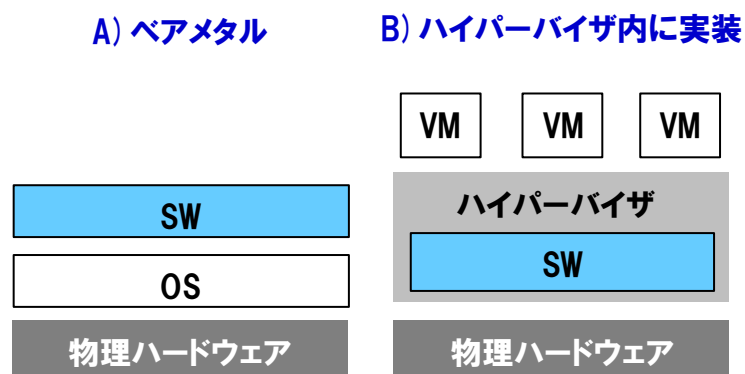 A) ベアメタル
SW
OS
物理ハードウェア
B) ハイパーバイザ内に実装
VM VM VM
ハイパーバイザ
SW
物理ハードウェア